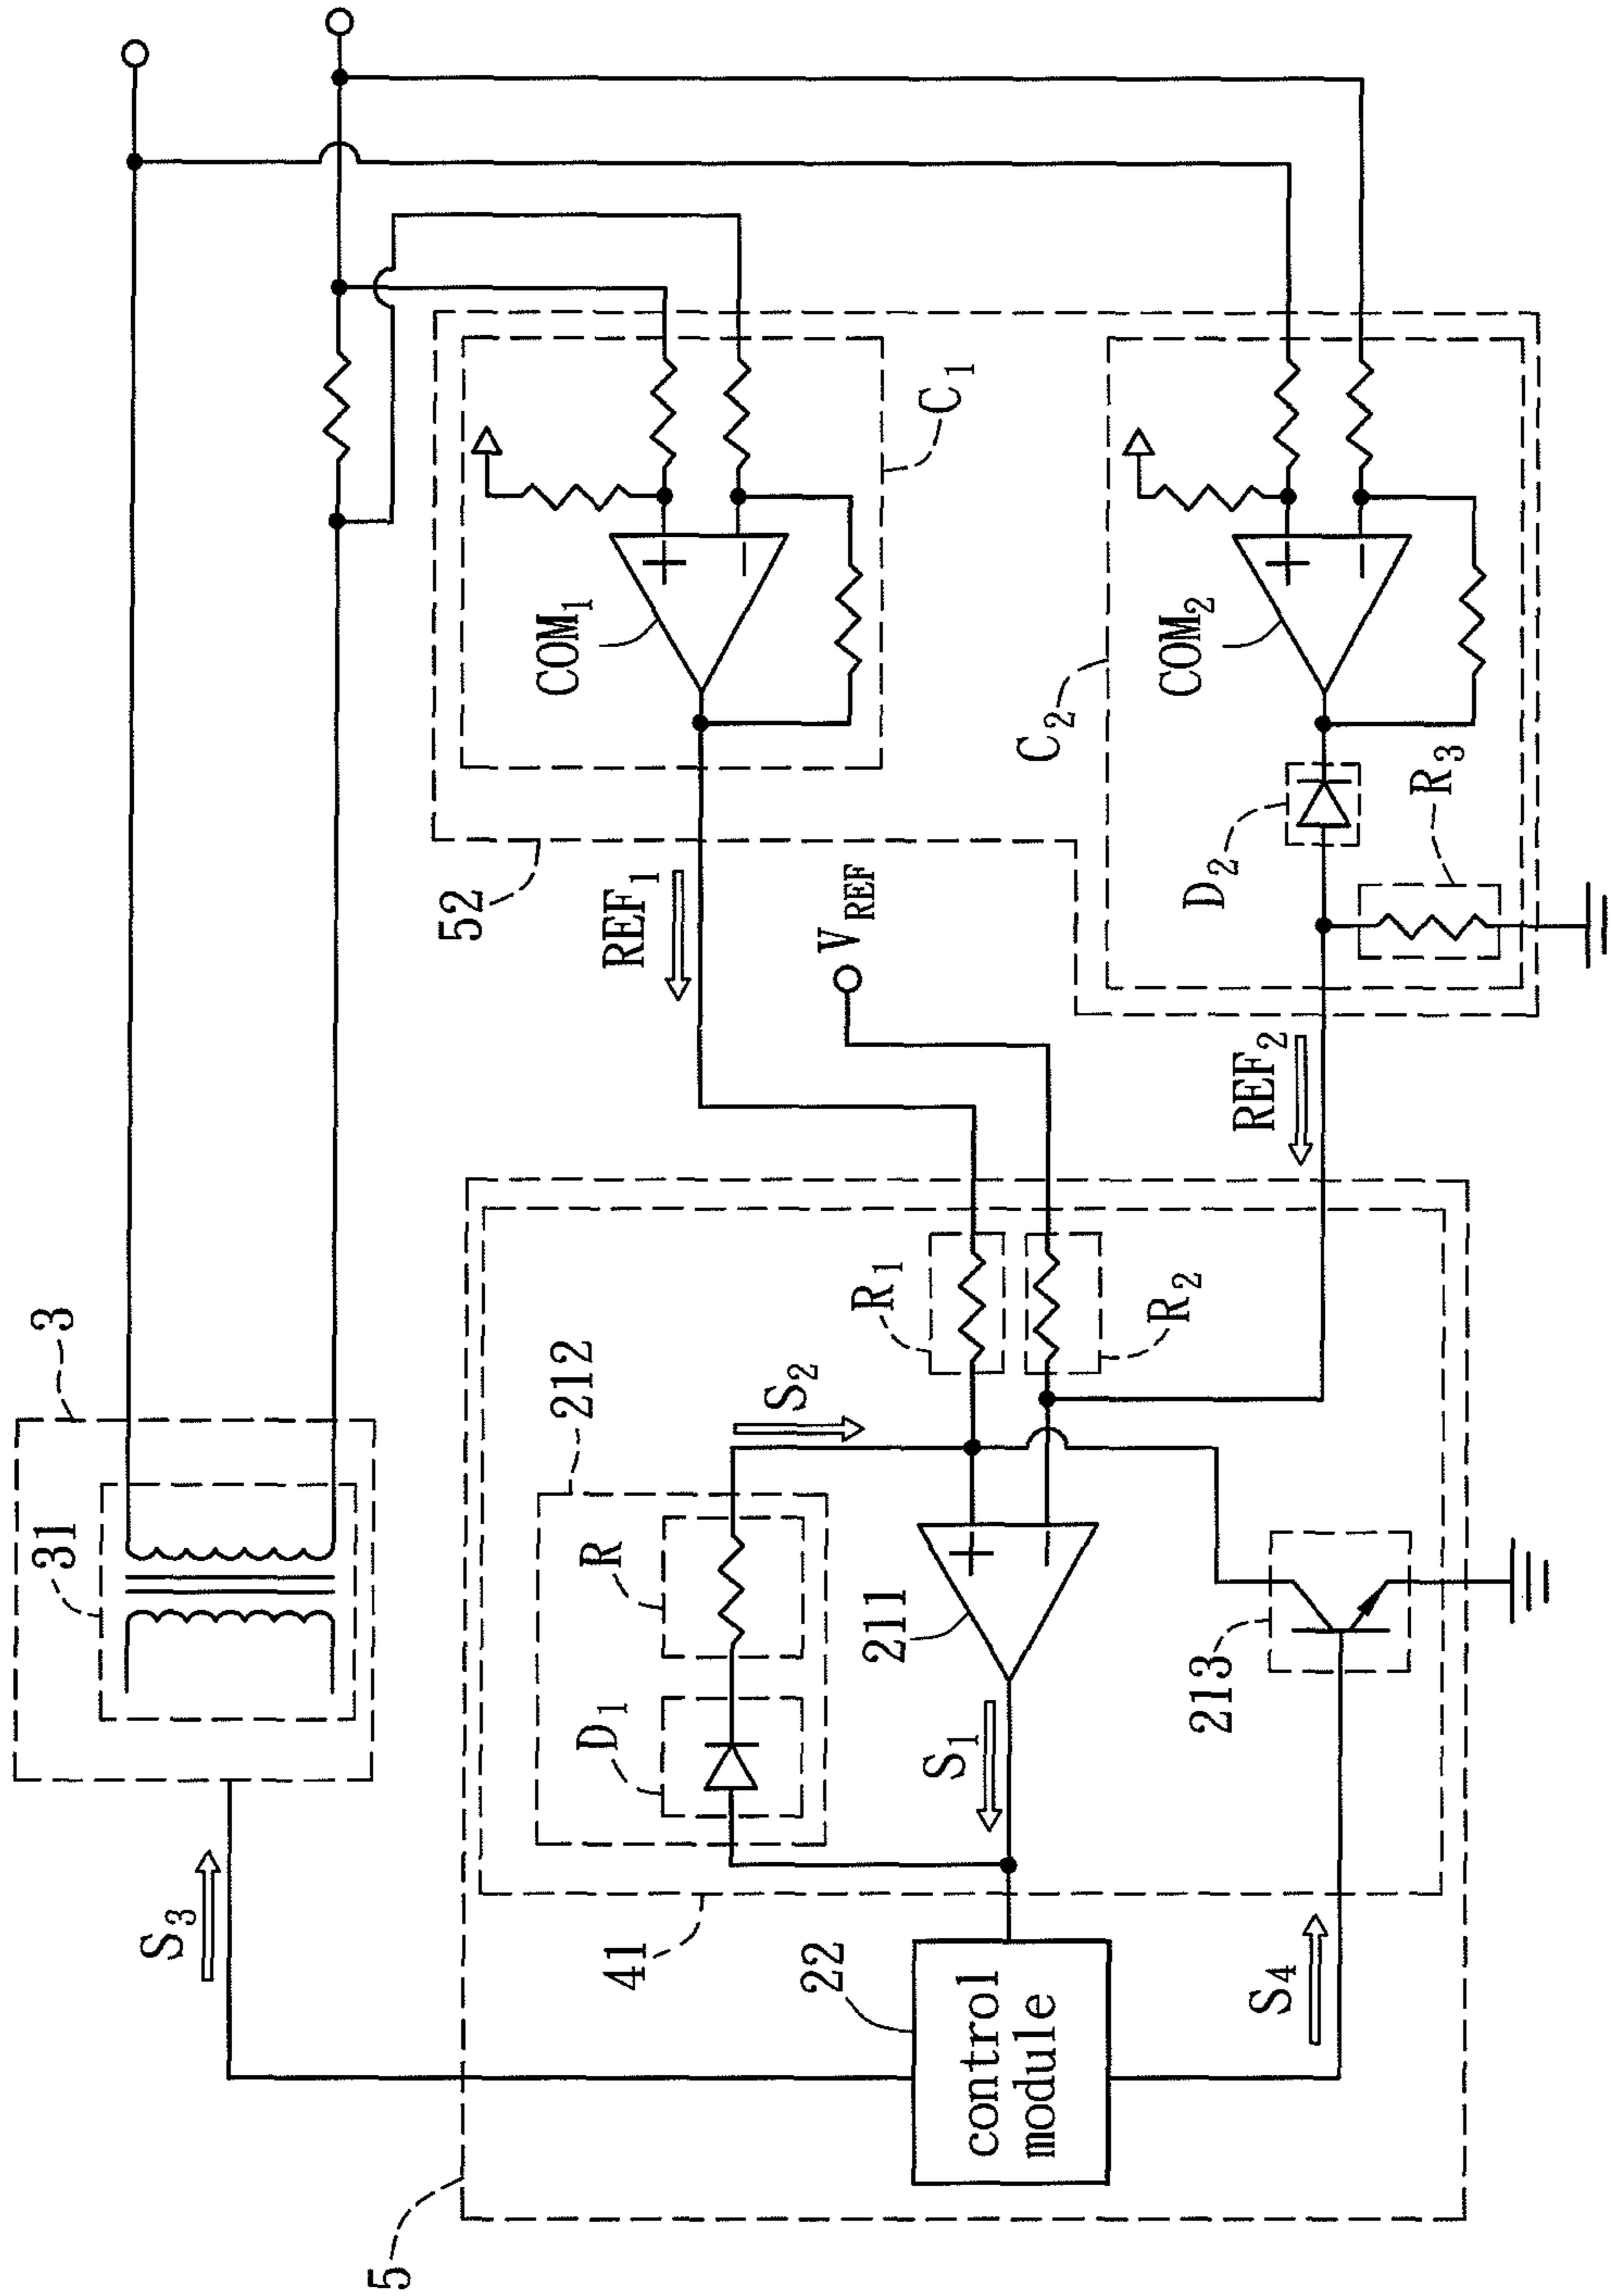 3
31
S3
5
22
control
module
41
S4
212
D1
R
S2
S1
211
213
R1
R2
REF1
VREF
REF2
52
COM1
C1
C2
COM2
D2
R3
+
−
+
−
+
−